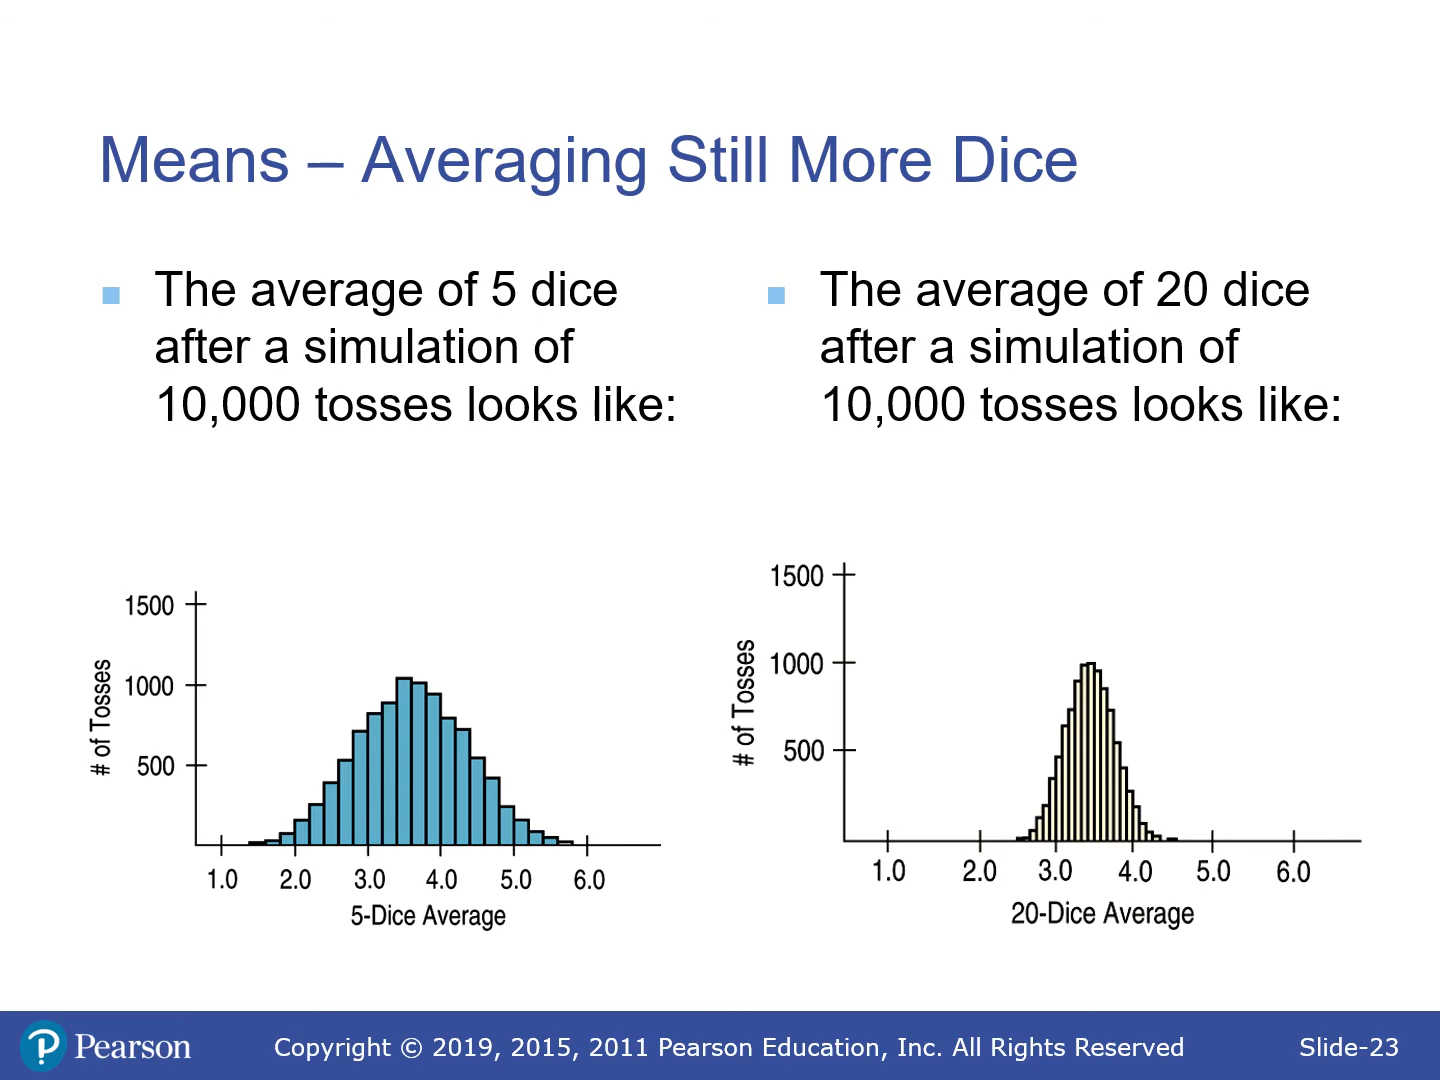 Means – Averaging Still More Dice
The average of 5 dice
after a simulation of
10,000 tosses looks like:
The average of 20 dice
after a simulation of
10,000 tosses looks like:
1500
1000
500
# of Tosses
1.0 2.0 3.0 4.0 5.0 6.0
5-Dice Average
1500
1000
500
# of Tosses
1.0 2.0 3.0 4.0 5.0 6.0
20-Dice Average
P Pearson
Copyright © 2019, 2015, 2011 Pearson Education, Inc. All Rights Reserved
Slide-23